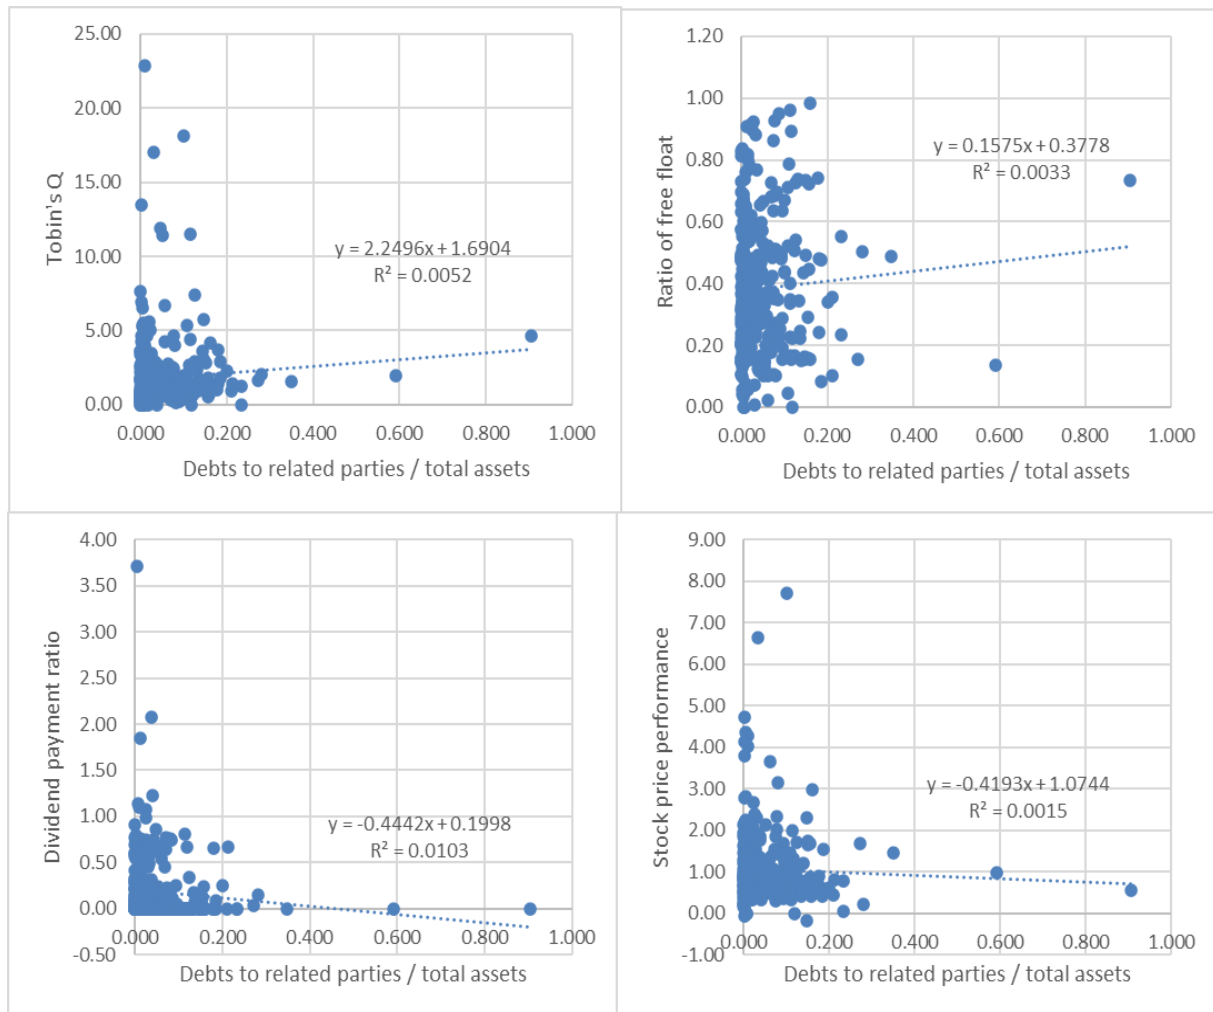 25.00
20.00
15.00
10.00
5.00
0.00
Tobin's Q
y = 2.2496x + 1.6904
R² = 0.0052
0.000 0.200 0.400 0.600 0.800 1.000
Debts to related parties / total assets
1.20
1.00
0.80
0.60
0.40
0.20
0.00
Ratio of free float
y = 0.1575x + 0.3778
R² = 0.0033
0.000 0.200 0.400 0.600 0.800 1.000
Debts to related parties / total assets
4.00
3.50
3.00
2.50
2.00
1.50
1.00
0.50
0.00
-0.50
Dividend payment ratio
y = -0.4442x + 0.1998
R² = 0.0103
0.000 0.200 0.400 0.600 0.800 1.000
Debts to related parties / total assets
9.00
8.00
7.00
6.00
5.00
4.00
3.00
2.00
1.00
0.00
-1.00
Stock price performance
y = -0.4193x + 1.0744
R² = 0.0015
0.000 0.200 0.400 0.600 0.800 1.000
Debts to related parties / total assets